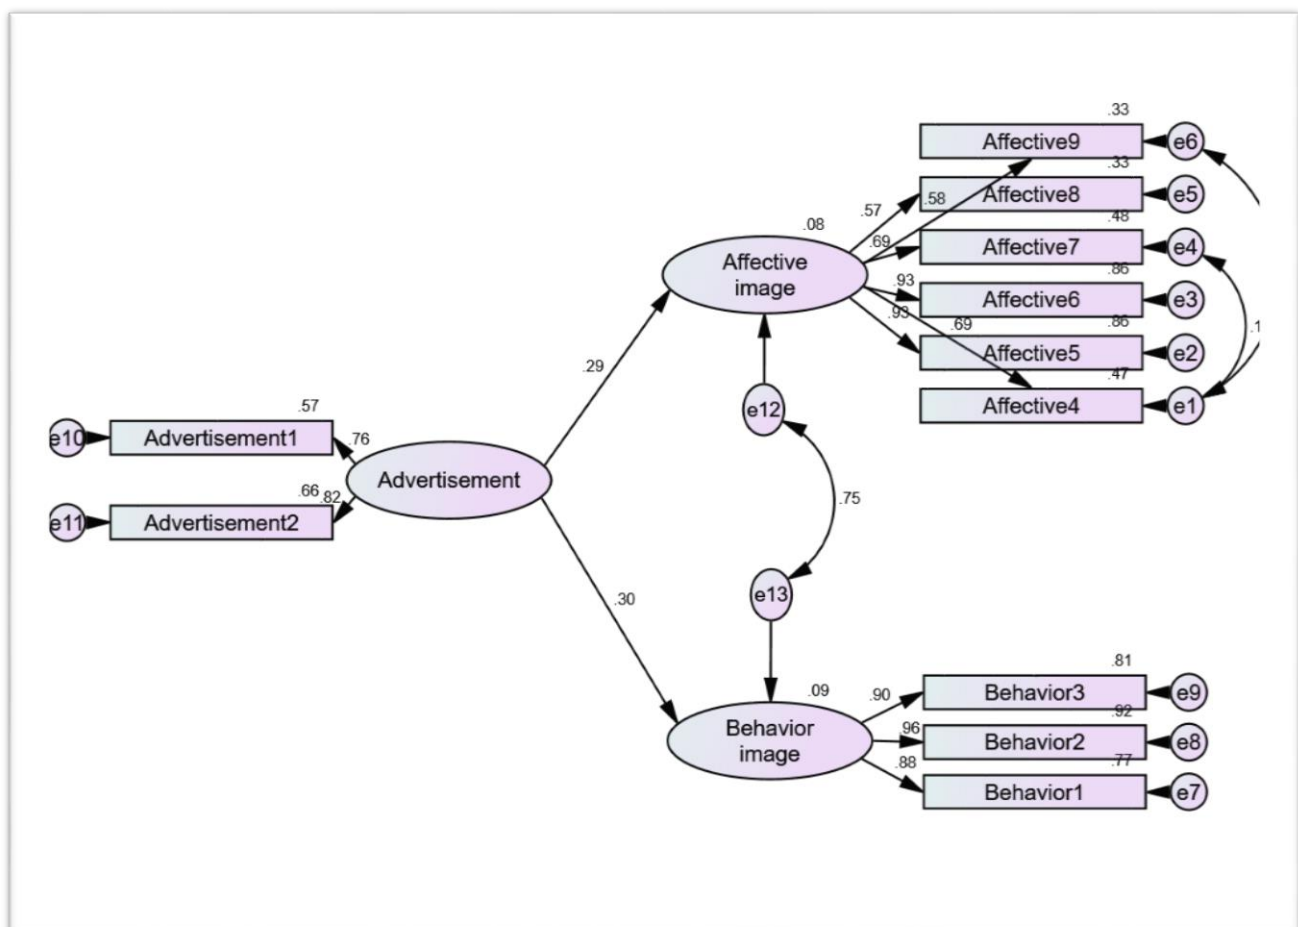 .33
Affective9
e6
.33
Affective8
e5
.57
.58
.48
Affective7
e4
.69
.08
Affective
image
.86
Affective6
e3
.93
.86
Affective5
e2
.93
.69
.47
Affective4
e1
.29
e12
.57
e10
Advertisement1
.76
Advertisement
.66
.82
e11
Advertisement2
.75
e13
.30
.81
.09
.90
Behavior3
e9
.92
Behavior
image
.96
Behavior2
e8
.77
.88
Behavior1
e7